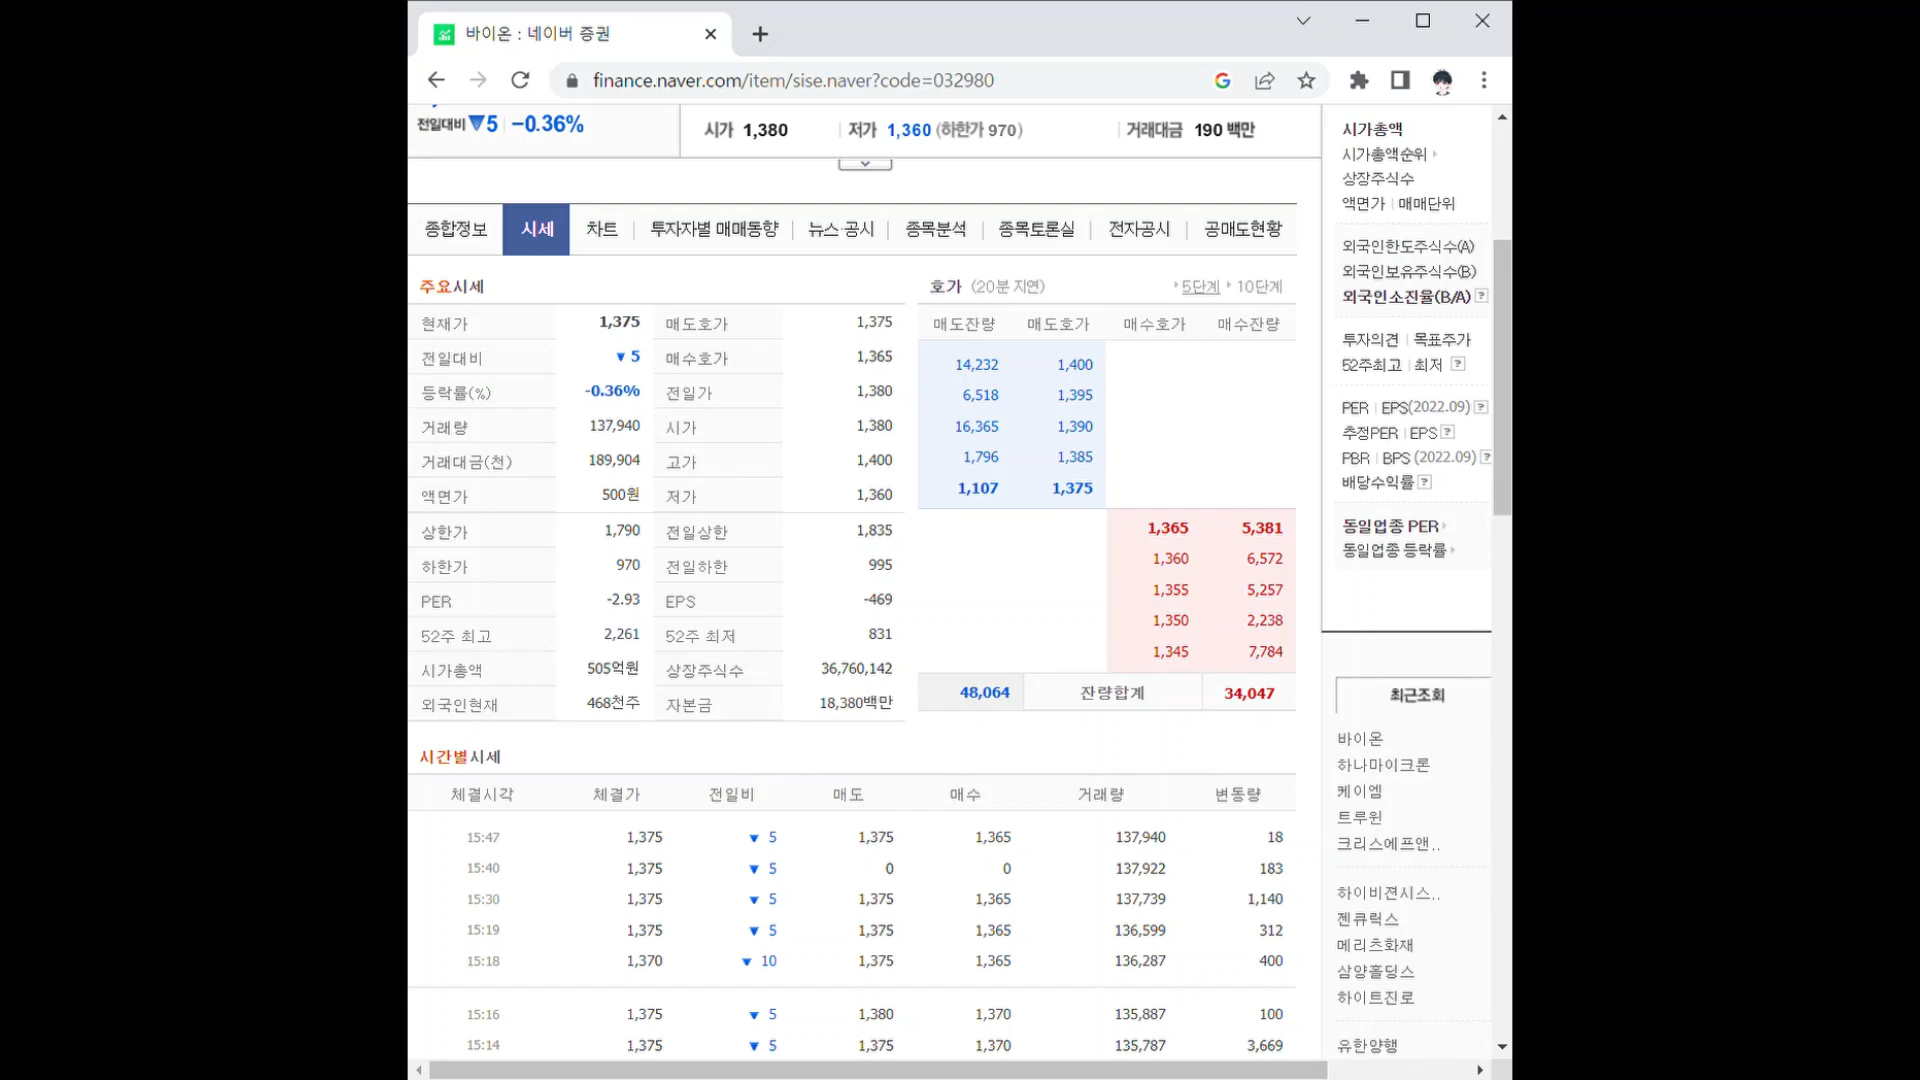 바이온 : 네이버 증권
finance.naver.com/item/sise.naver?code=032980
전일대비 ▼5 | -0.36%
시가 1,380 저가 1,360 (하한가 970) 거래대금 190 백만
종합정보 시세 차트 투자자별 매매동향 뉴스·공시 종목분석 종목토론실 전자공시 공매도현황
주요시세
현재가 1,375 매도호가 1,375
전일대비 ▼ 5 매수호가 1,365
등락률(%) -0.36% 전일가 1,380
거래량 137,940 시가 1,380
거래대금(천) 189,904 고가 1,400
액면가 500원 저가 1,360
상한가 1,790 전일상한 1,835
하한가 970 전일하한 995
PER -2.93 EPS -469
52주 최고 2,261 52주 최저 831
시가총액 505억원 상장주식수 36,760,142
외국인현재 468천주 자본금 18,380백만
호가 (20분 지연) 5단계 10단계
매도잔량 매도호가 매수호가 매수잔량
14,232 1,400
6,518 1,395
16,365 1,390
1,796 1,385
1,107 1,375
1,365 5,381
1,360 6,572
1,355 5,257
1,350 2,238
1,345 7,784
48,064 잔량합계 34,047
시간별시세
체결시각 체결가 전일비 매도 매수 거래량 변동량
15:47 1,375 ▼ 5 1,375 1,365 137,940 18
15:40 1,375 ▼ 5 0 0 137,922 183
15:30 1,375 ▼ 5 1,375 1,365 137,739 1,140
15:19 1,375 ▼ 5 1,375 1,365 136,599 312
15:18 1,370 ▼ 10 1,375 1,365 136,287 400
15:16 1,375 ▼ 5 1,380 1,370 135,887 100
15:14 1,375 ▼ 5 1,375 1,370 135,787 3,669
시가총액
시가총액순위
상장주식수
액면가 | 매매단위
외국인한도주식수(A)
외국인보유주식수(B)
외국인소진율(B/A) ?
투자의견 | 목표주가
52주최고 | 최저 ?
PER | EPS(2022.09) ?
추정PER | EPS ?
PBR | BPS (2022.09) ?
배당수익률 ?
동일업종 PER
동일업종 등락률
최근조회
바이온
하나마이크론
케이엠
트루윈
크리스에프앤..
하이비젼시스..
젠큐릭스
메리츠화재
삼양홀딩스
하이트진로
유한양행